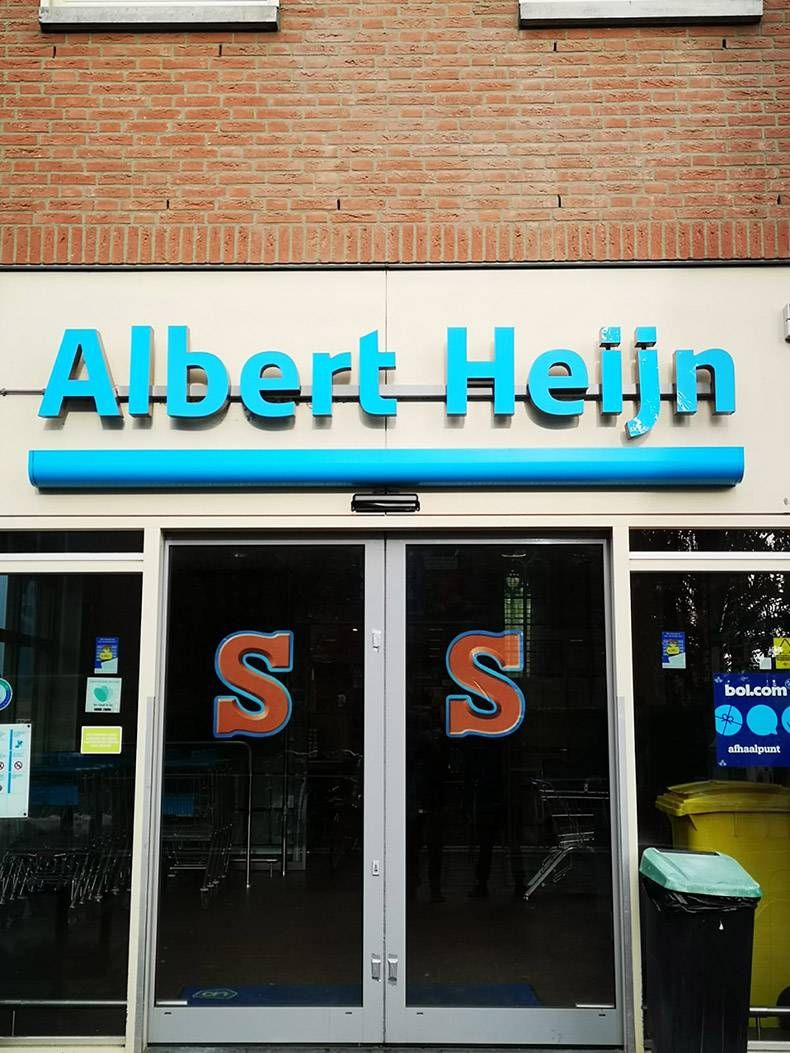 Albert Heijn
S S
bol.com
afhaalpunt